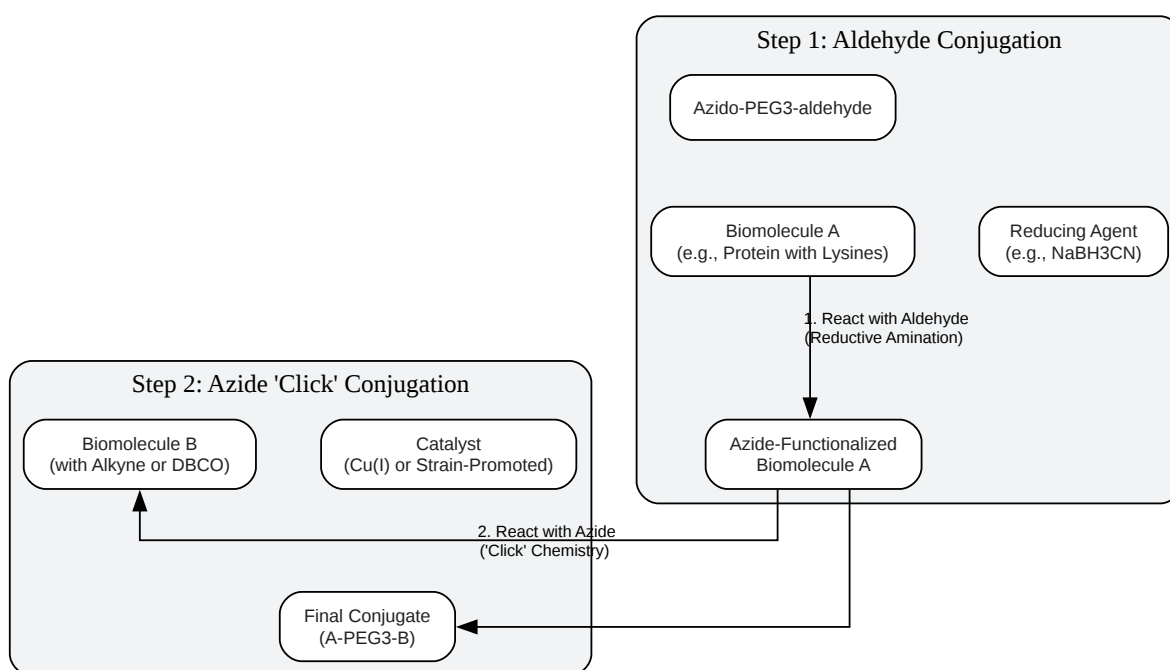 Step 1: Aldehyde Conjugation
Azido-PEG3-aldehyde
Biomolecule A
(e.g., Protein with Lysines)
Reducing Agent
(e.g., NaBH3CN)
1. React with Aldehyde
(Reductive Amination)
Azide-Functionalized
Biomolecule A
Step 2: Azide 'Click' Conjugation
Biomolecule B
(with Alkyne or DBCO)
Catalyst
(Cu(I) or Strain-Promoted)
2. React with Azide
('Click' Chemistry)
Final Conjugate
(A-PEG3-B)